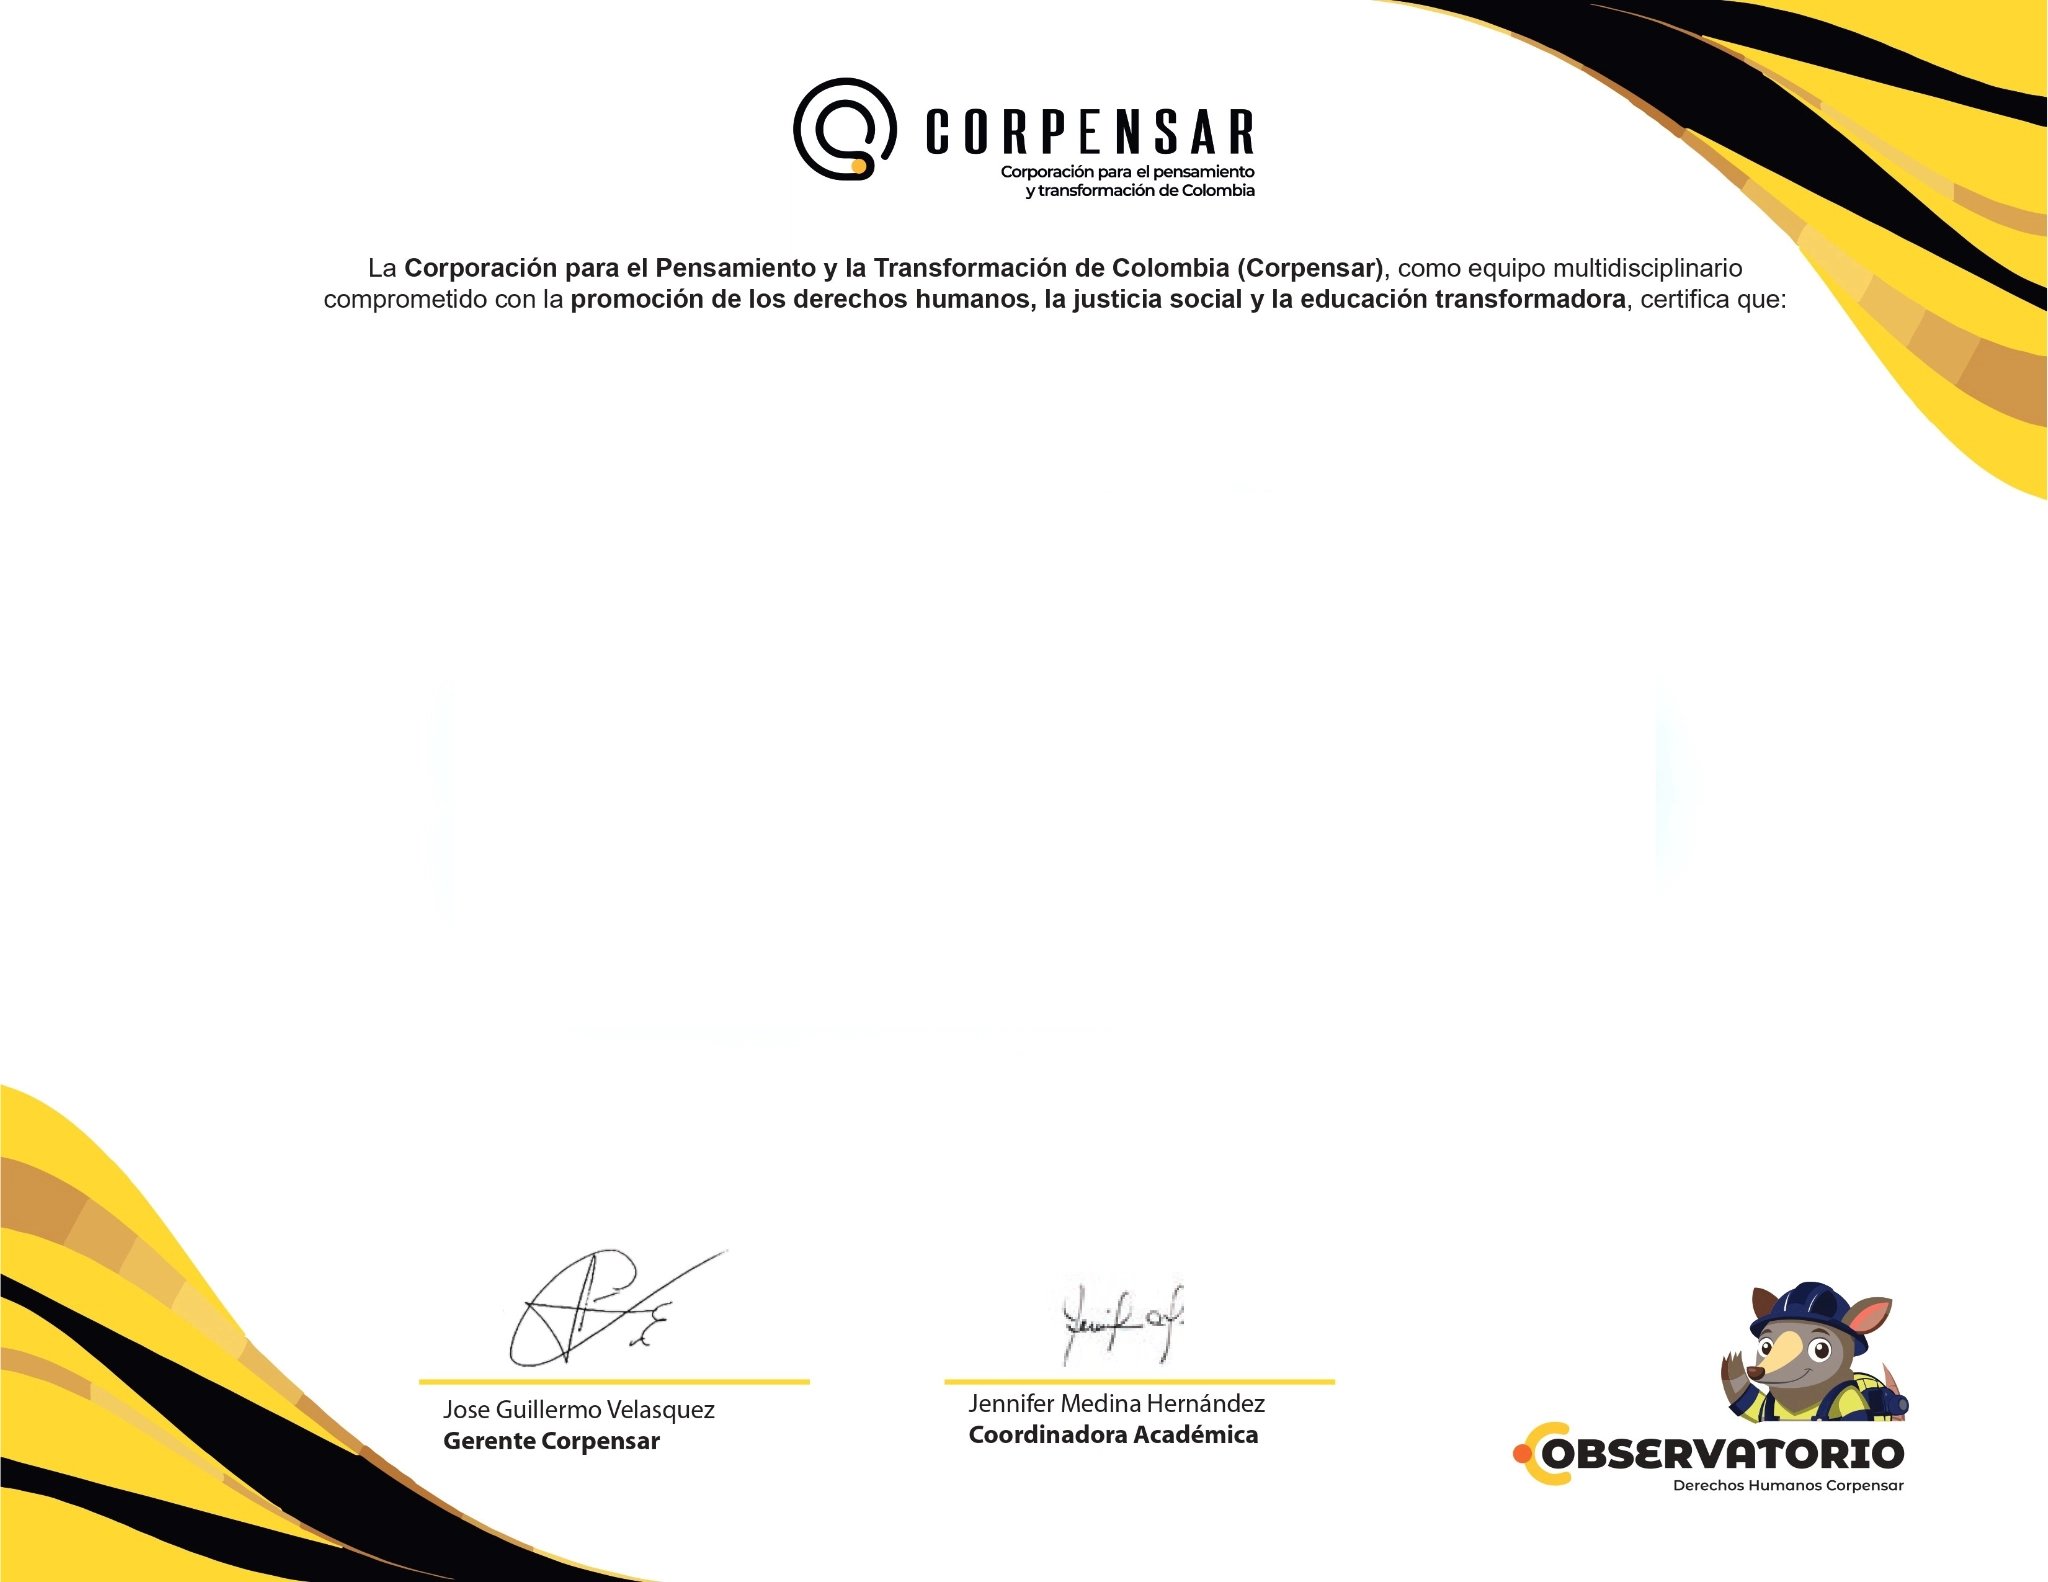 CORPENSAR
Corporación para el pensamiento
y transformación de Colombia
La Corporación para el Pensamiento y la Transformación de Colombia (Corpensar), como equipo multidisciplinario
comprometido con la promoción de los derechos humanos, la justicia social y la educación transformadora, certifica que:
Jose Guillermo Velasquez
Gerente Corpensar
Jennifer Medina Hernández
Coordinadora Académica
OBSERVATORIO
Derechos Humanos Corpensar